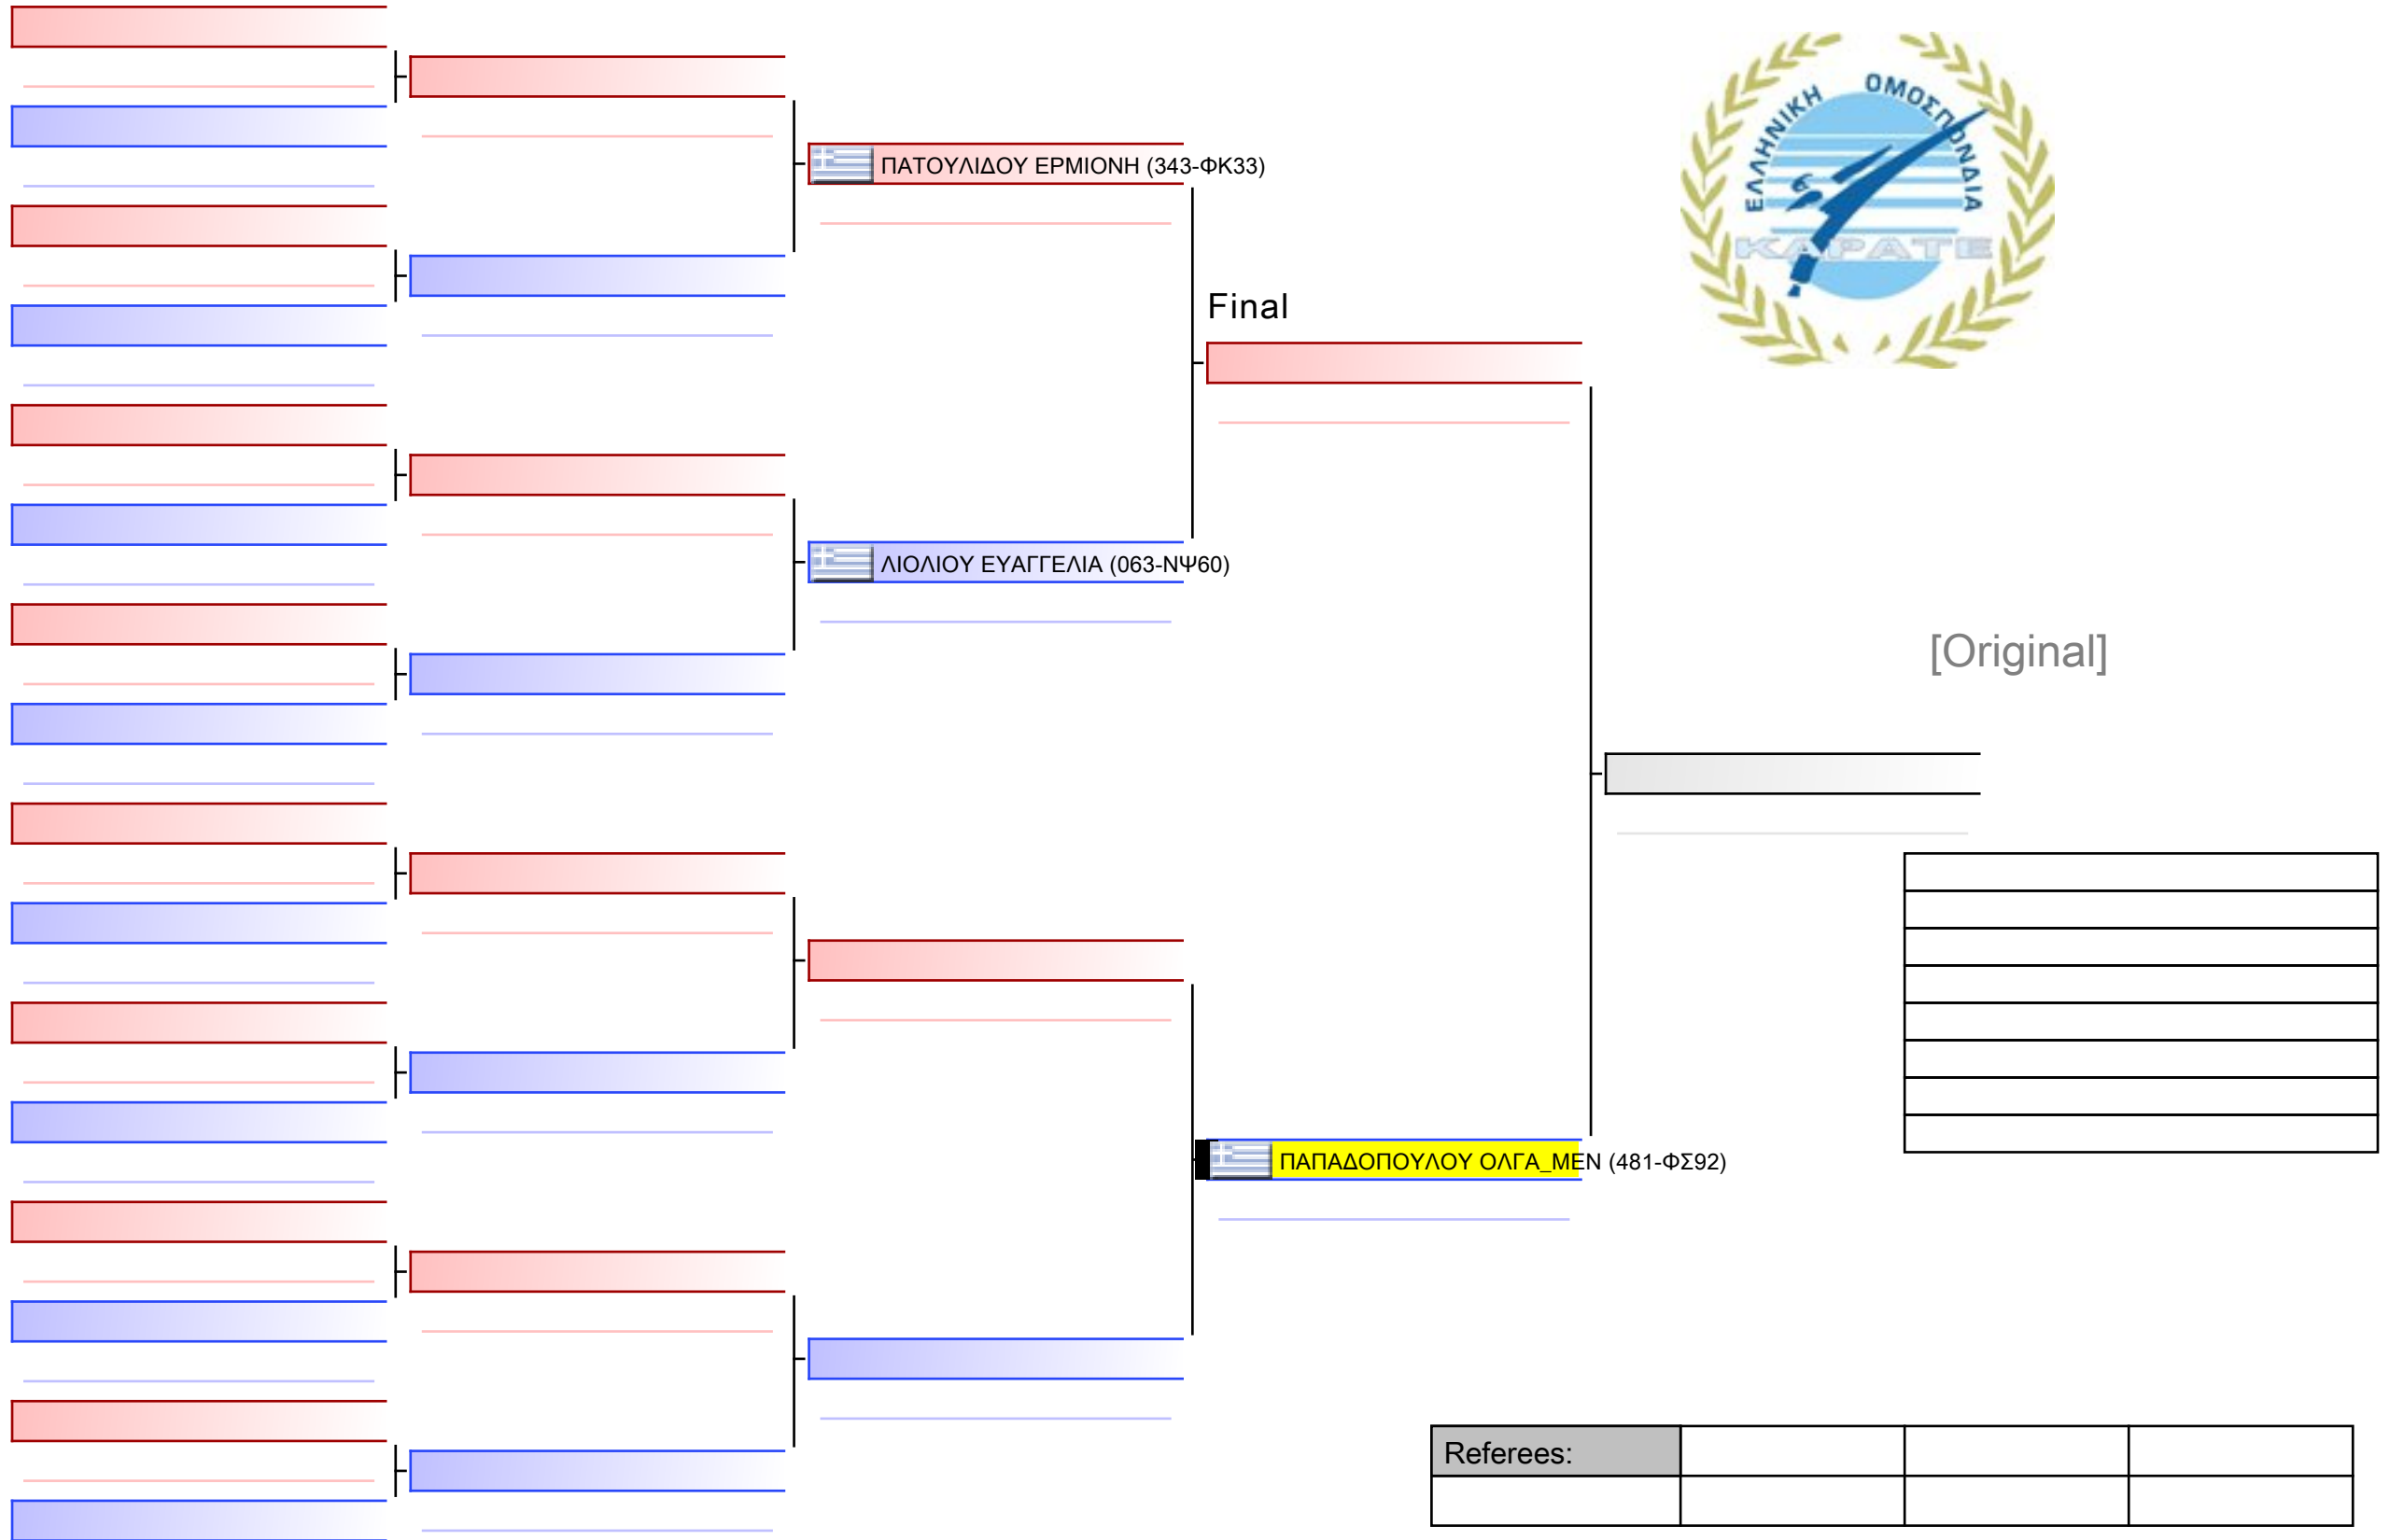 ΕΛΛΗΝΙΚΗ ΟΜΟΣΠΟΝΔΙΑ
ΚΑΡΑΤΕ
ΠΑΤΟΥΛΙΔΟΥ ΕΡΜΙΟΝΗ (343-ΦΚ33)
Final
ΛΙΟΛΙΟΥ ΕΥΑΓΓΕΛΙΑ (063-ΝΨ60)
[Original]
ΠΑΠΑΔΟΠΟΥΛΟΥ ΟΛΓΑ_ΜΕΝ (481-ΦΣ92)
Referees: